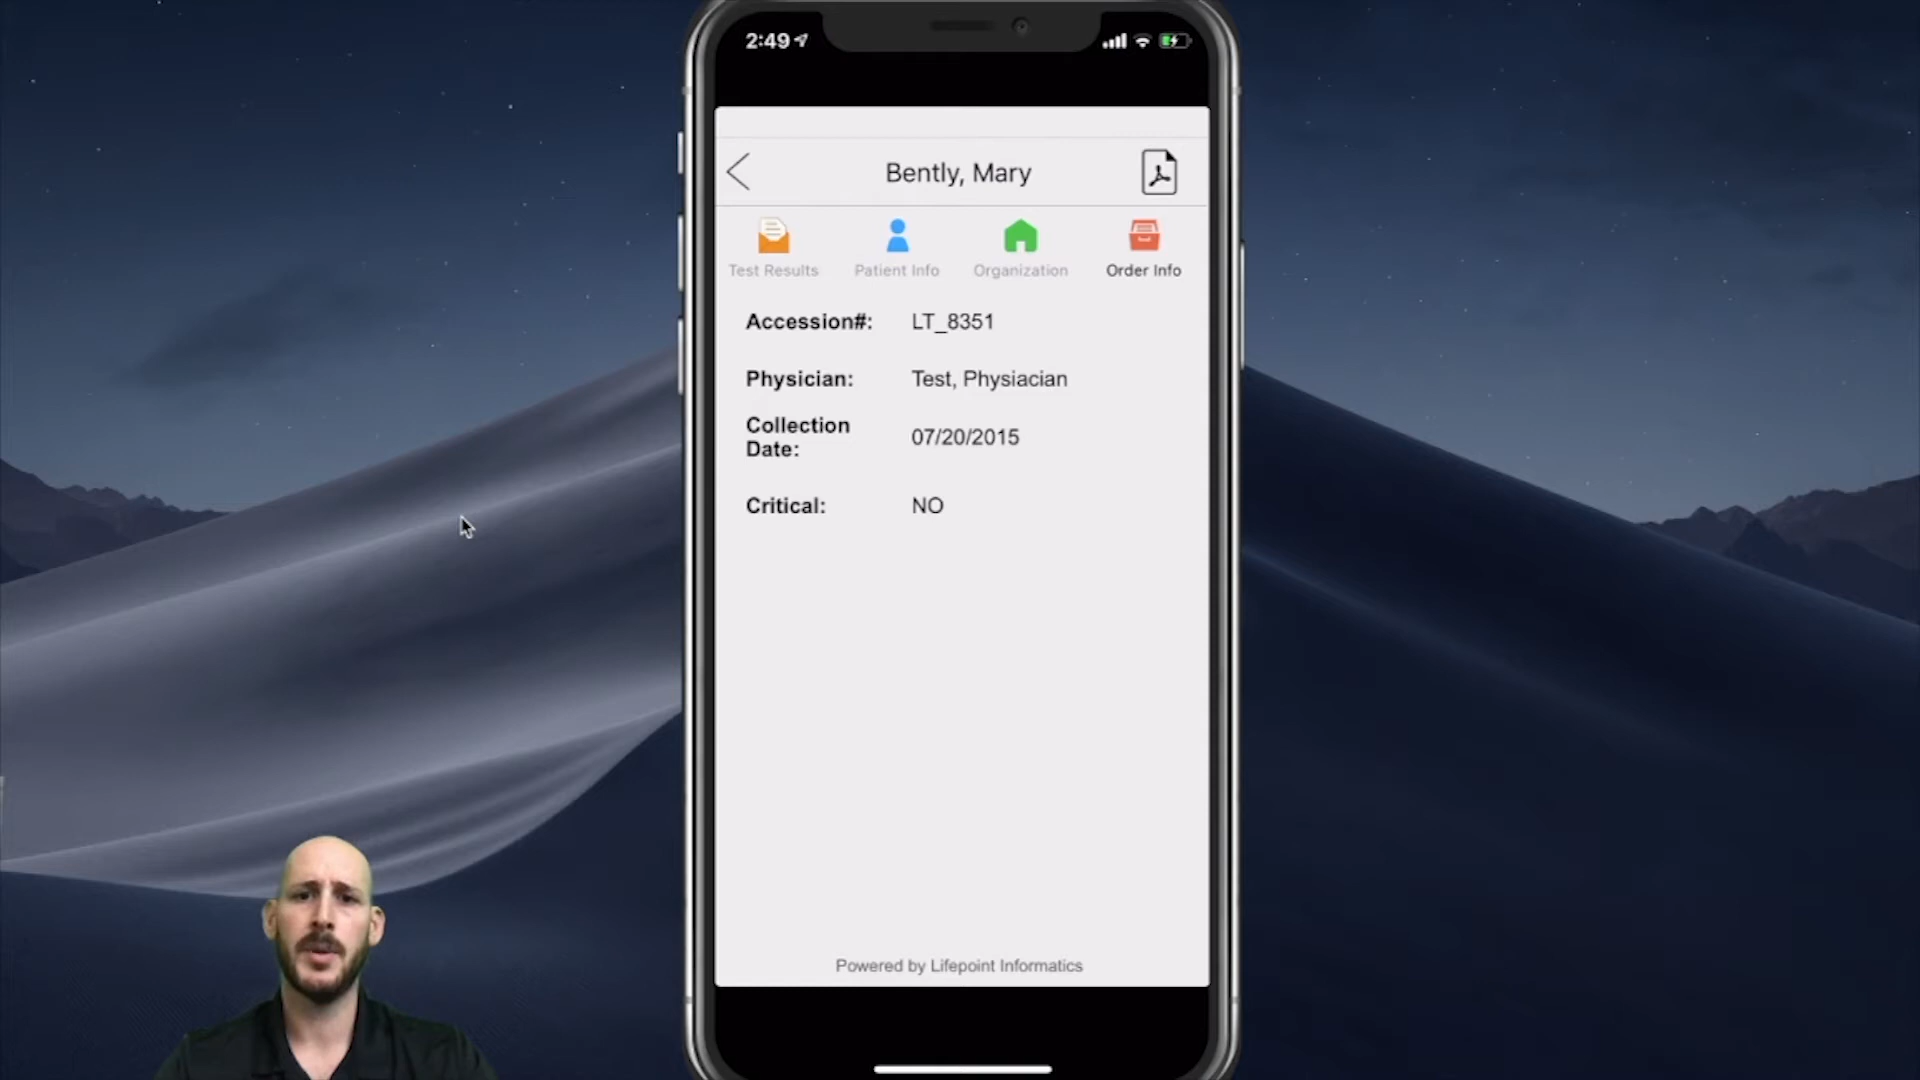 2:49
Bently, Mary
Test Results Patient Info Organization Order Info
Accession#: LT_8351
Physician: Test, Physiacian
Collection
Date: 07/20/2015
Critical: NO
Powered by Lifepoint Informatics